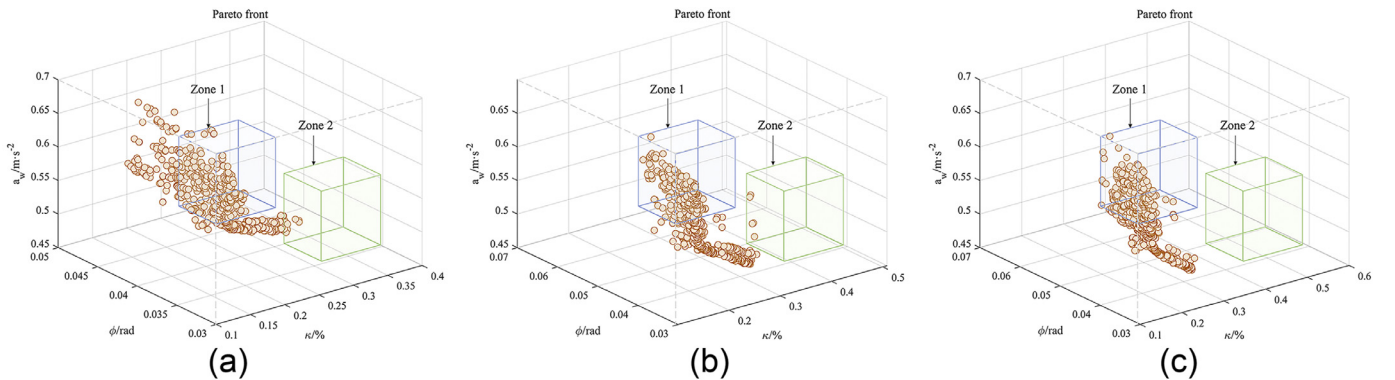 Pareto front
Zone 1
Zone 2
a_w/m·s⁻²
0.7
0.65
0.6
0.55
0.5
0.45
0.05
0.045
0.04
0.035
0.03
ϕ/rad
0.1
0.15
0.2
0.25
0.3
0.35
0.4
κ/%
(a)
Pareto front
Zone 1
Zone 2
a_w/m·s⁻²
0.7
0.65
0.6
0.55
0.5
0.45
0.07
0.06
0.05
0.04
0.03
ϕ/rad
0.2
0.3
0.4
0.5
κ/%
(b)
Pareto front
Zone 1
Zone 2
a_w/m·s⁻²
0.7
0.65
0.6
0.55
0.5
0.45
0.07
0.06
0.05
0.04
0.03
ϕ/rad
0.1
0.2
0.3
0.4
0.5
0.6
κ/%
(c)